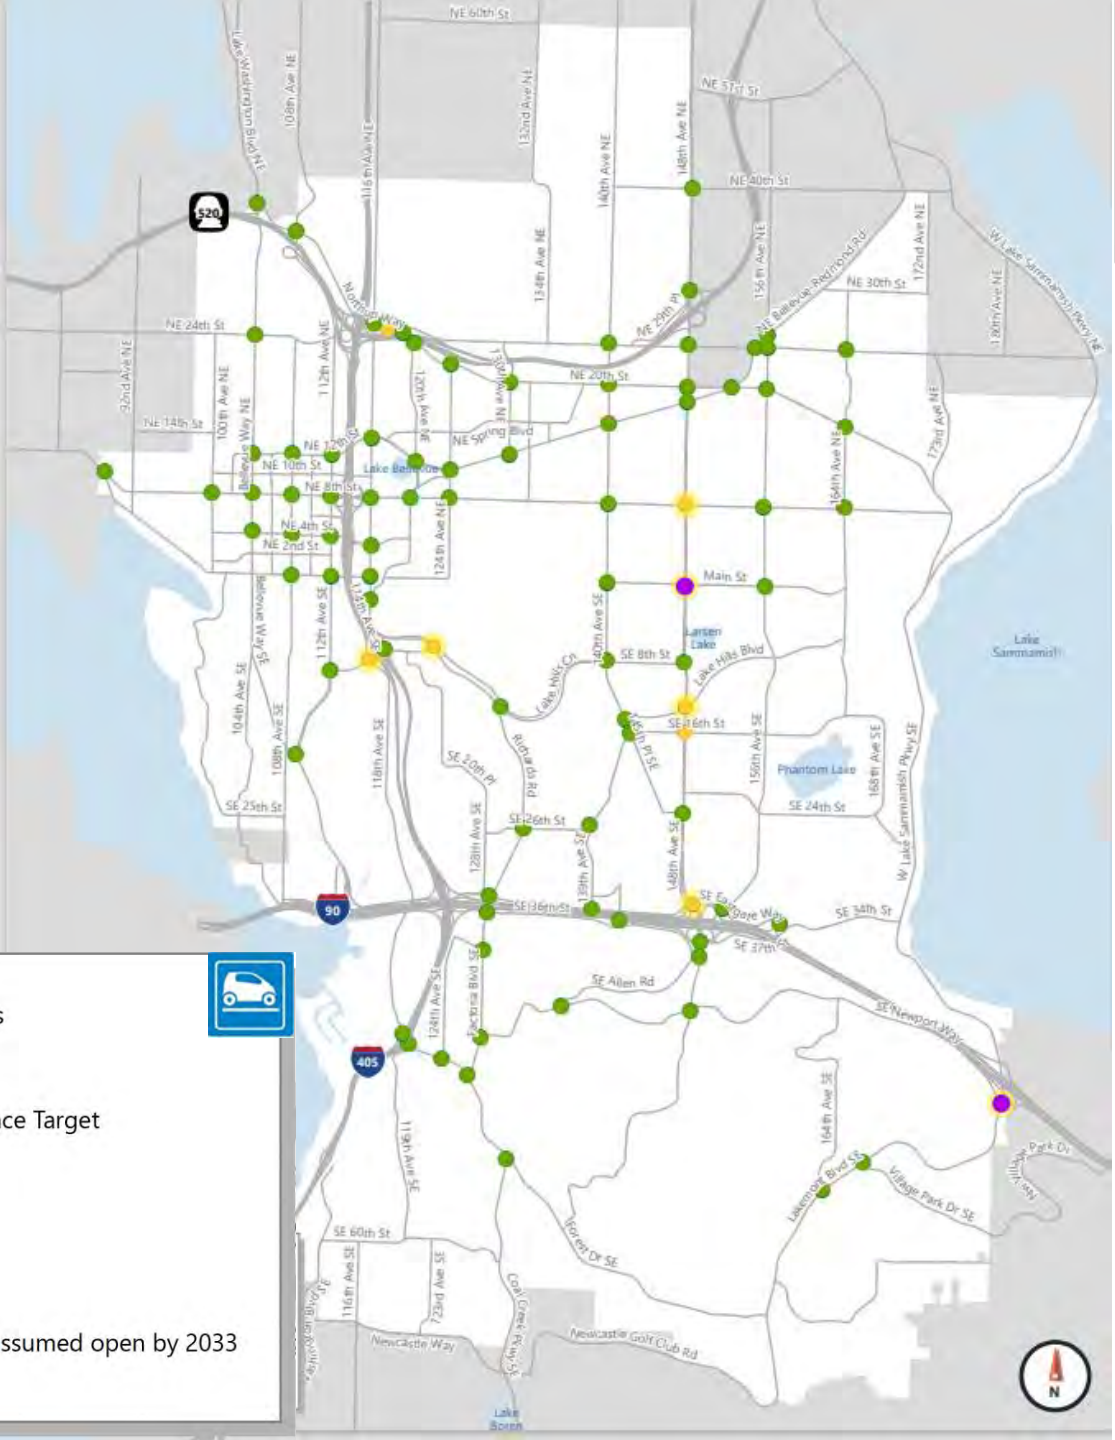 NE 60th St
Lake Washington Blvd NE
108th Ave NE
116th Ave NE
132nd Ave NE
140th Ave NE
148th Ave NE
NE 51st St
NE 40th St
520
134th Ave NE
156th Ave NE
NE Bellevue-Redmond Rd
172nd Ave NE
W Lake Sammamish Pkwy NE
180th Ave NE
NE 30th St
Northup Way
NE 29th Pl
NE 24th St
92nd Ave NE
112th Ave NE
100th Ave NE
120th Ave NE
130th Ave NE
NE 20th St
173rd Ave NE
NE 14th St
Bellevue Way NE
NE 12th St
NE Spring Blvd
NE 10th St
Lake Bellevue
164th Ave NE
NE 8th St
NE 4th St
NE 2nd St
124th Ave NE
Main St
Bellevue Way SE
112th Ave SE
114th Ave SE
140th Ave SE
Larsen
Lake
Lake
Sammamish
SE 8th St
Lake Hills Blvd
Lake Hills Cn
104th Ave SE
108th Ave SE
118th Ave SE
SE 16th St
145th Pl SE
156th Ave SE
168th Ave SE
Phantom Lake
Richards Rd
SE 20th Pl
SE 25th St
SE 26th St
SE 24th St
W Lake Sammamish Pkwy SE
128th Ave SE
139th Ave SE
148th Ave SE
90
SE 36th St
SE Eastgate Way
SE 34th St
SE 37th St
Factoria Blvd SE
124th Ave SE
SE Allen Rd
SE Newport Way
s
405
ce Target
164th Ave SE
119th Ave SE
Lakemont Blvd SE
Village Park Dr SE
NW Village Park Dr
SE 60th St
Forest Dr SE
116th Ave SE
123rd Ave SE
Coal Creek Pkwy SE
Newcastle Way
Newcastle Golf Club Rd
ssumed open by 2033
Lake
Boren
N